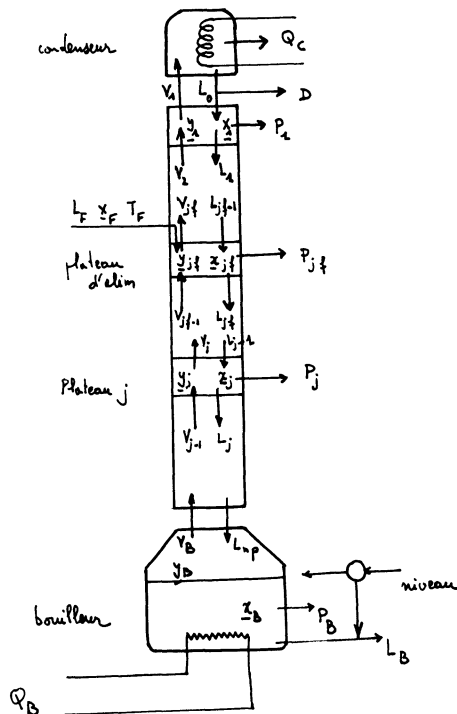 condenseur
Q_C
V_1 L_0 D
y_1 x_1 P_1
V_2 L_1
V_jf L_jf-1
L_F x_F T_F
plateau d'alim
y_jf x_jf P_jf
V_jf-1 L_jf
V_j L_j-1
Plateau j
y_j x_j P_j
V_j-1 L_j
V_B L_np
y_B
niveau
bouilleur
x_B P_B
L_B
Q_B